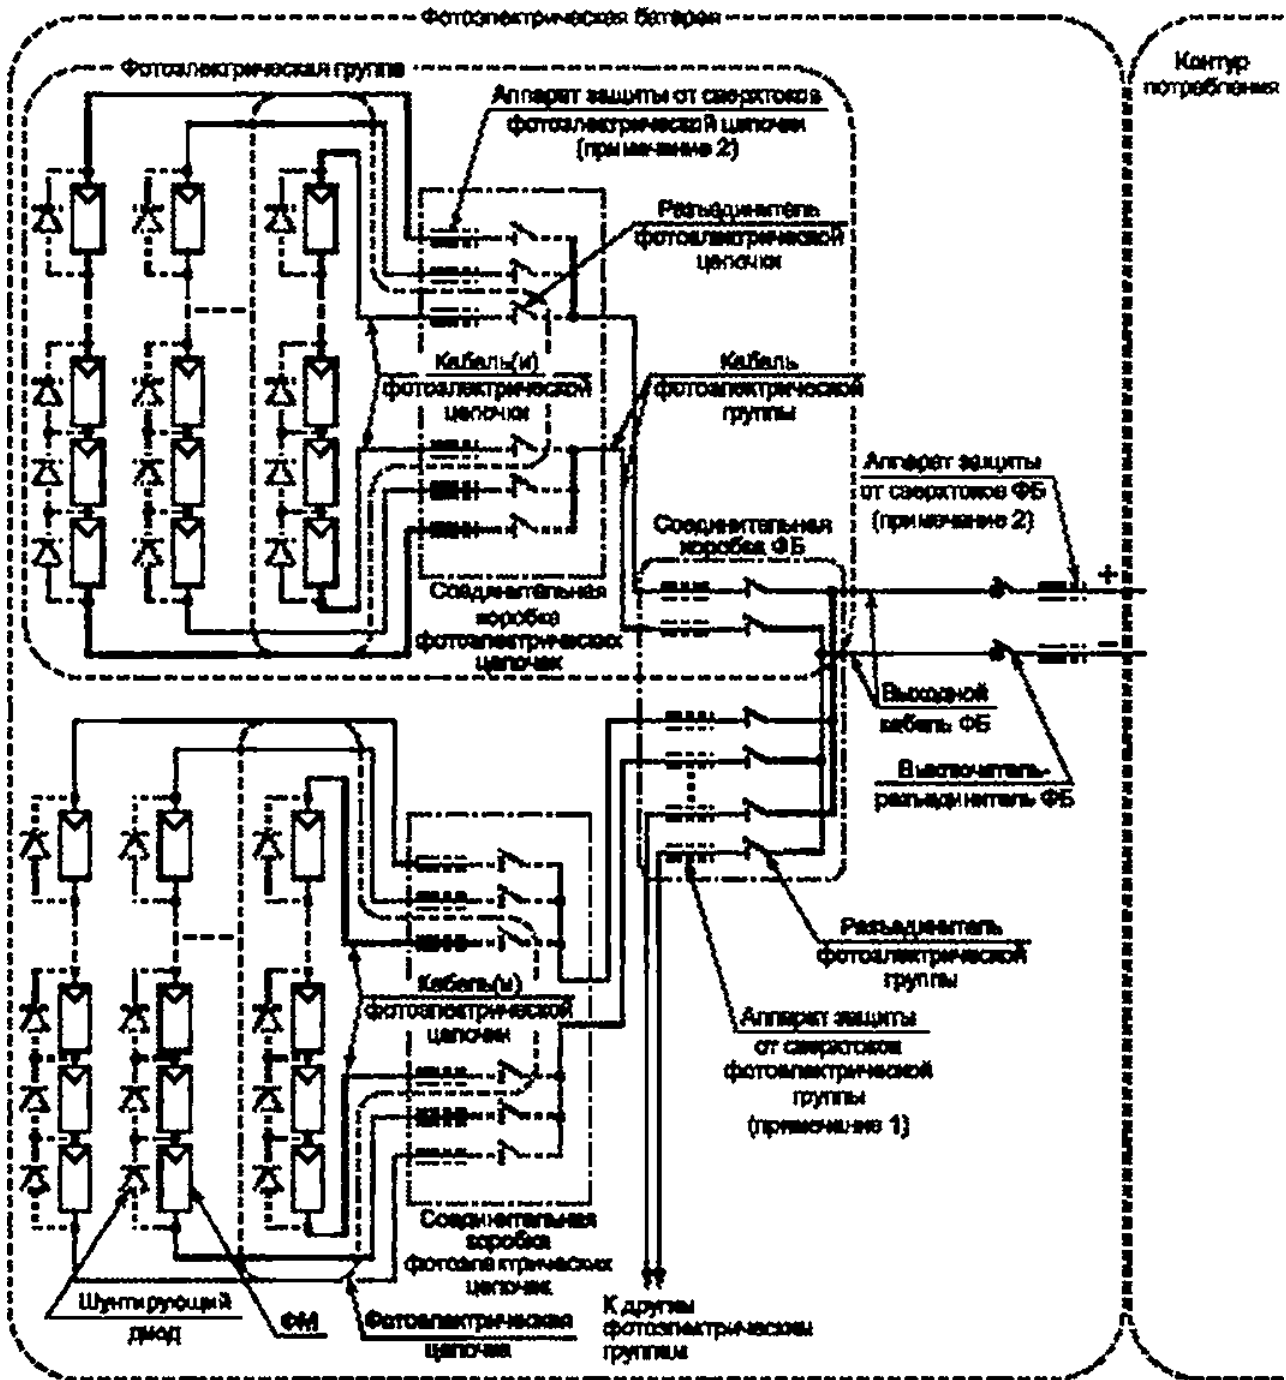 Фотоэлектрическая батарея
Контур
потребления
Фотоэлектрическая группа
Аппарат защиты от сверхтоков
фотоэлектрической цепочки
(примечание 2)
Разъединитель
фотоэлектрической
цепочки
Кабель(и)
фотоэлектрической
цепочки
Кабель
фотоэлектрической
группы
Аппарат защиты
от сверхтоков ФБ
(примечание 2)
Соединительная
коробка ФБ
+
−
Соединительная
коробка
фотоэлектрических
цепочек
Выходной
кабель ФБ
Выключатель-
разъединитель ФБ
Разъединитель
фотоэлектрической
группы
Кабель(и)
фотоэлектрической
цепочки
Аппарат защиты
от сверхтоков
фотоэлектрической
группы
(примечание 1)
Соединительная
коробка
фотоэлектрических
цепочек
Шунтирующий
диод
ФМ
Фотоэлектрическая
цепочка
К другим
фотоэлектрическим
группам